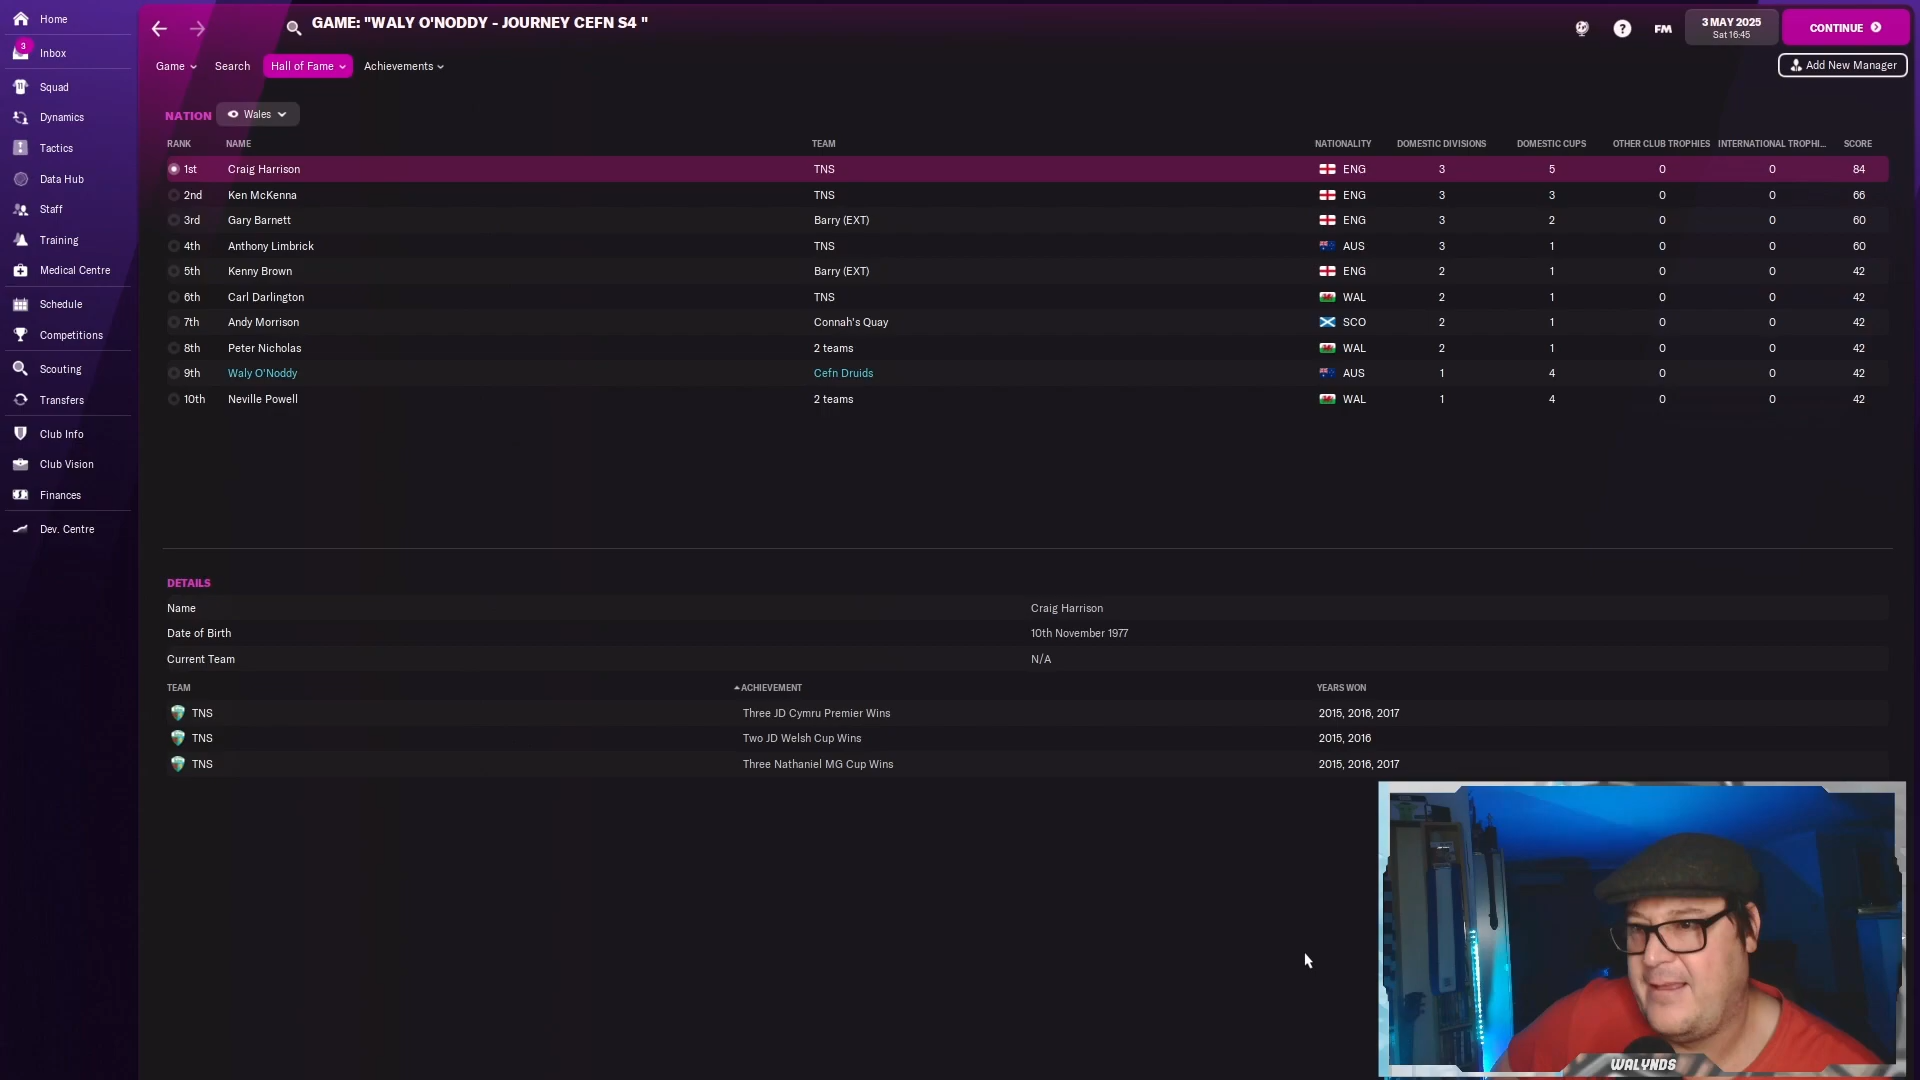 Home
3
Inbox
Squad
Dynamics
Tactics
Data Hub
Staff
Training
Medical Centre
Schedule
Competitions
Scouting
Transfers
Club Info
Club Vision
Finances
Dev. Centre
GAME: "WALY O'NODDY - JOURNEY CEFN S4 "
? FM 3 MAY 2025
Sat 16:45
CONTINUE
Game Search Hall of Fame Achievements
Add New Manager
NATION Wales
RANK NAME TEAM NATIONALITY DOMESTIC DIVISIONS DOMESTIC CUPS OTHER CLUB TROPHIES INTERNATIONAL TROPHI... SCORE
1st Craig Harrison TNS ENG 3 5 0 0 84
2nd Ken McKenna TNS ENG 3 3 0 0 66
3rd Gary Barnett Barry (EXT) ENG 3 2 0 0 60
4th Anthony Limbrick TNS AUS 3 1 0 0 60
5th Kenny Brown Barry (EXT) ENG 2 1 0 0 42
6th Carl Darlington TNS WAL 2 1 0 0 42
7th Andy Morrison Connah's Quay SCO 2 1 0 0 42
8th Peter Nicholas 2 teams WAL 2 1 0 0 42
9th Waly O'Noddy Cefn Druids AUS 1 4 0 0 42
10th Neville Powell 2 teams WAL 1 4 0 0 42
DETAILS
Name Craig Harrison
Date of Birth 10th November 1977
Current Team N/A
TEAM ACHIEVEMENT YEARS WON
TNS Three JD Cymru Premier Wins 2015, 2016, 2017
TNS Two JD Welsh Cup Wins 2015, 2016
TNS Three Nathaniel MG Cup Wins 2015, 2016, 2017
WALYNDS